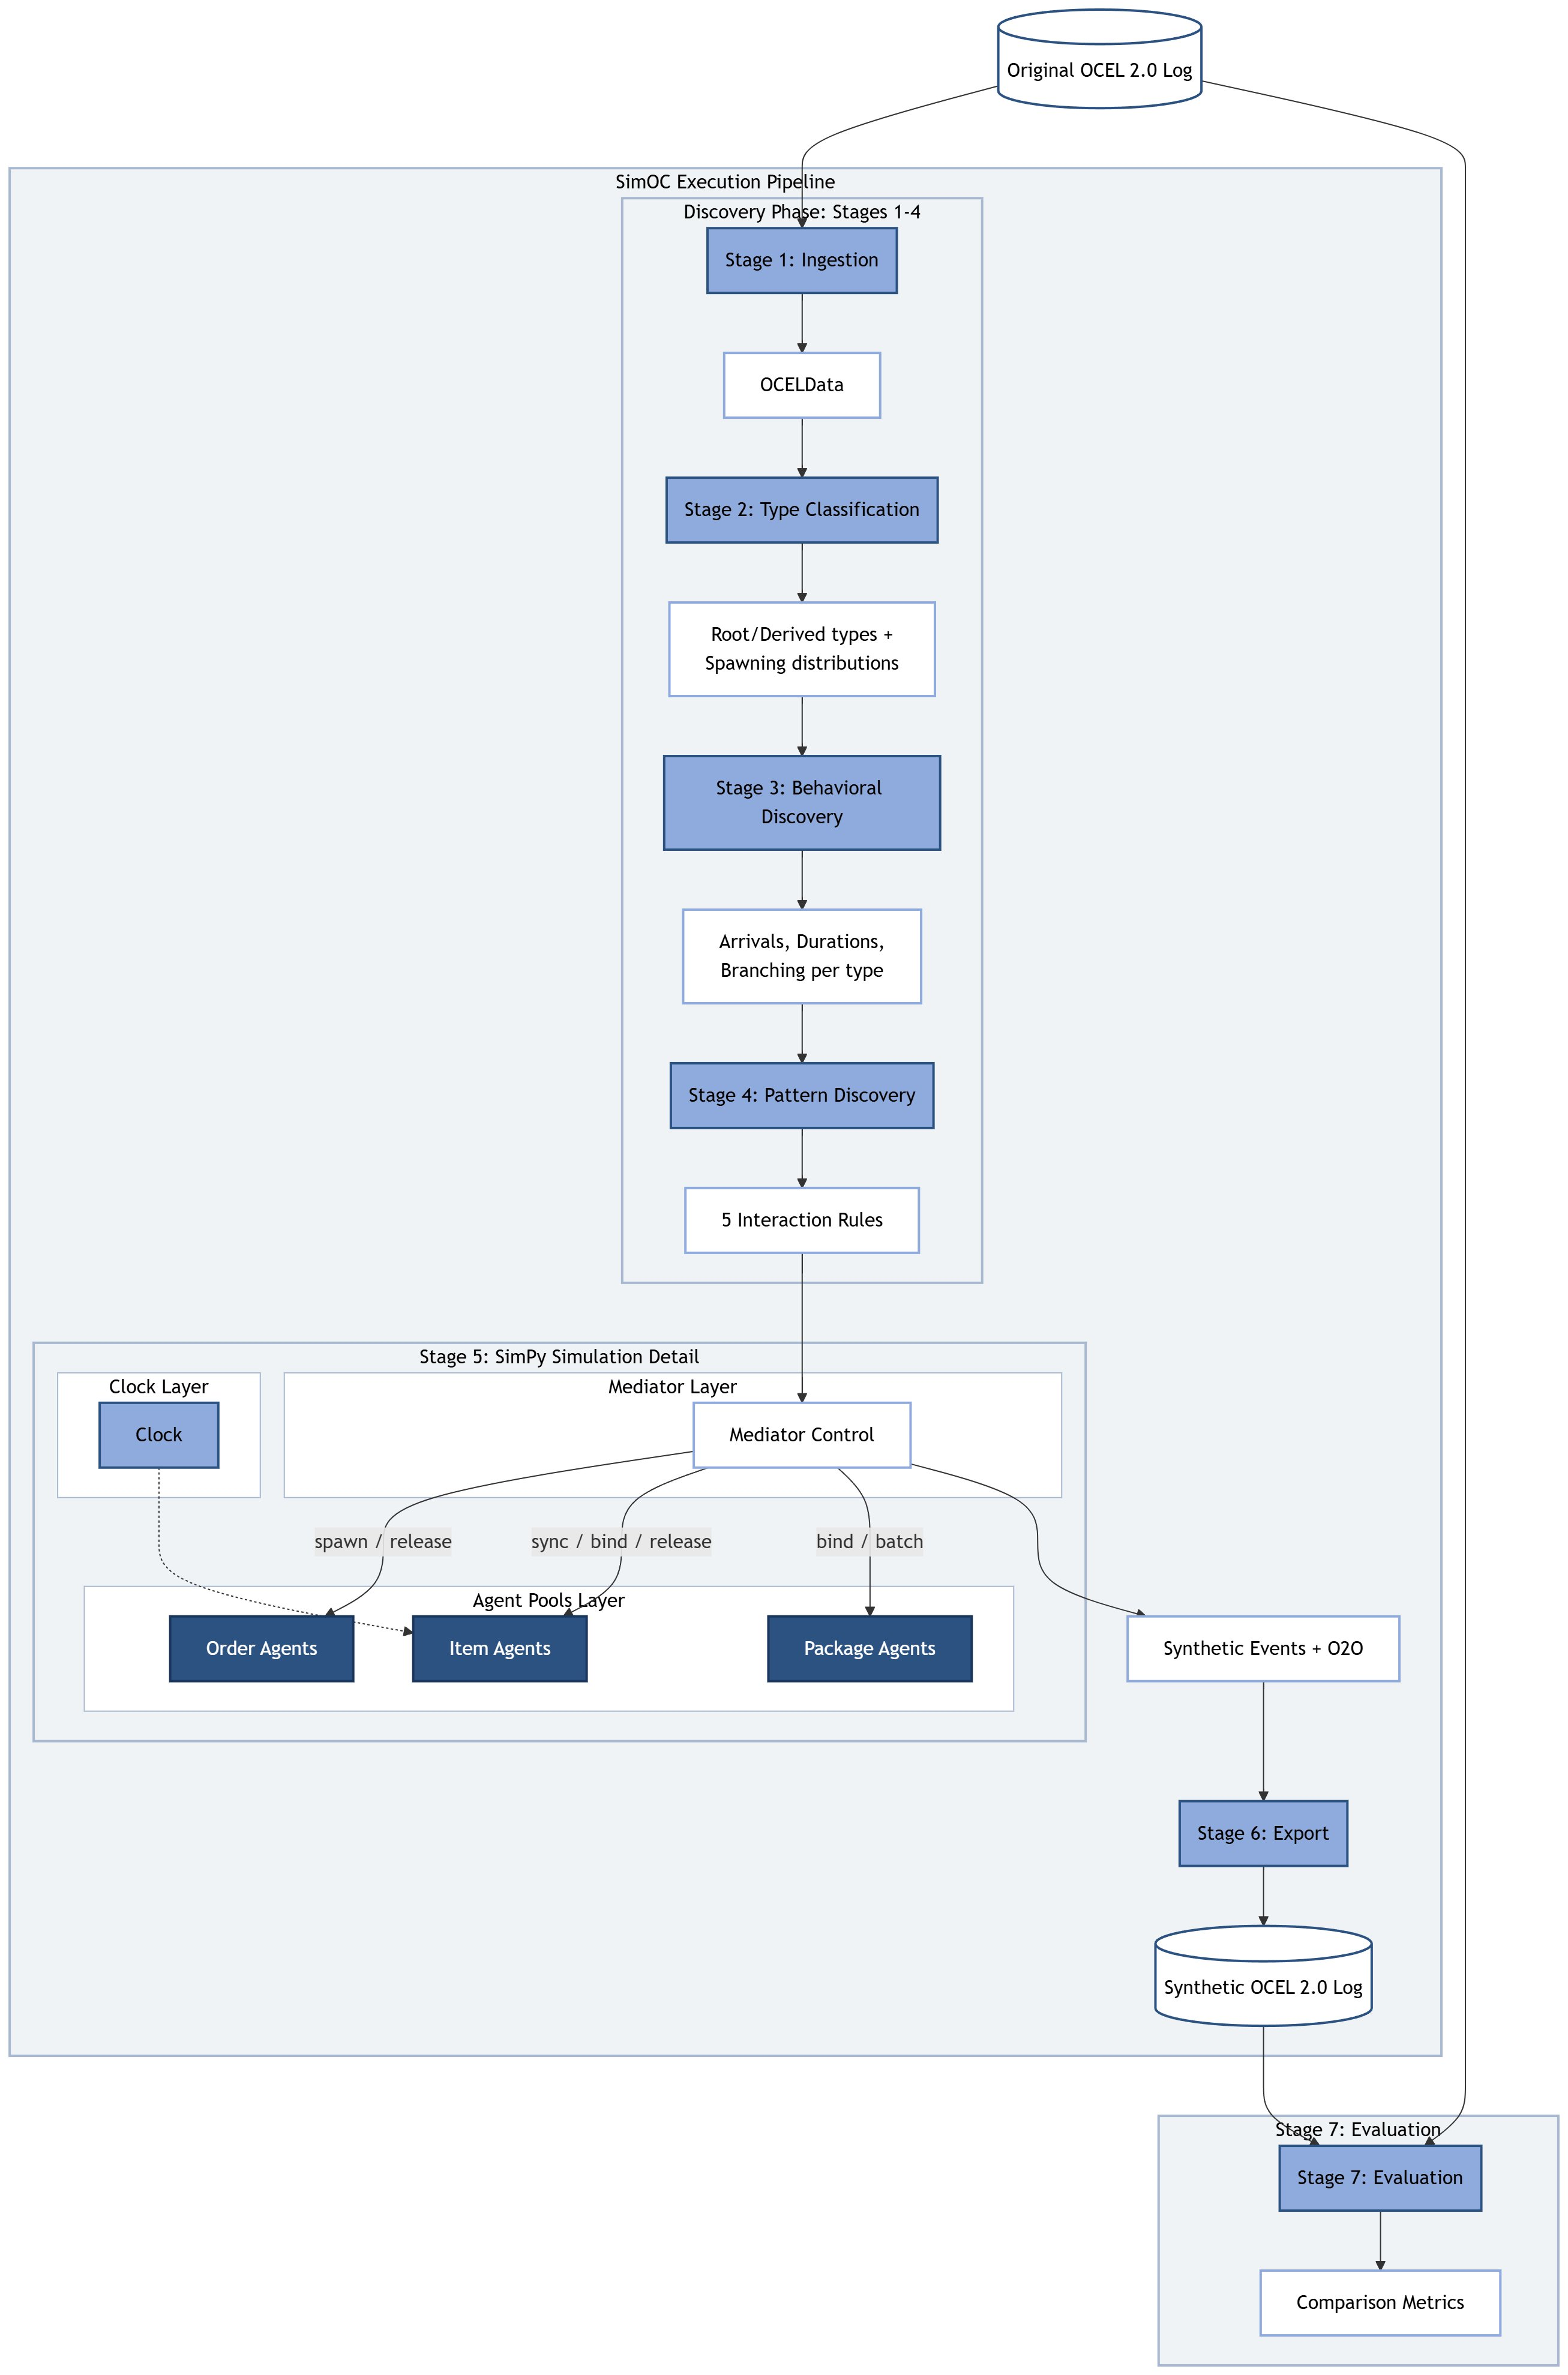 Original OCEL 2.0 Log
SimOC Execution Pipeline
Discovery Phase: Stages 1-4
Stage 1: Ingestion
OCELData
Stage 2: Type Classification
Root/Derived types +
Spawning distributions
Stage 3: Behavioral
Discovery
Arrivals, Durations,
Branching per type
Stage 4: Pattern Discovery
5 Interaction Rules
Stage 5: SimPy Simulation Detail
Clock Layer
Mediator Layer
Clock
Mediator Control
spawn / release
sync / bind / release
bind / batch
Agent Pools Layer
Order Agents
Item Agents
Package Agents
Synthetic Events + O2O
Stage 6: Export
Synthetic OCEL 2.0 Log
Stage 7: Evaluation
Stage 7: Evaluation
Comparison Metrics